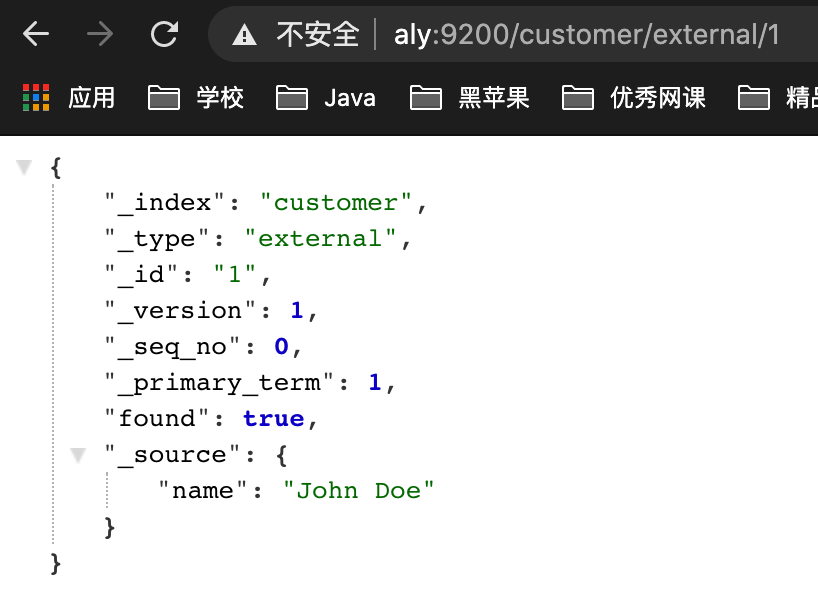 不安全 aly:9200/customer/external/1
应用 学校 Java 黑苹果 优秀网课 精品
{
"_index": "customer",
"_type": "external",
"_id": "1",
"_version": 1,
"_seq_no": 0,
"_primary_term": 1,
"found": true,
"_source": {
"name": "John Doe"
}
}